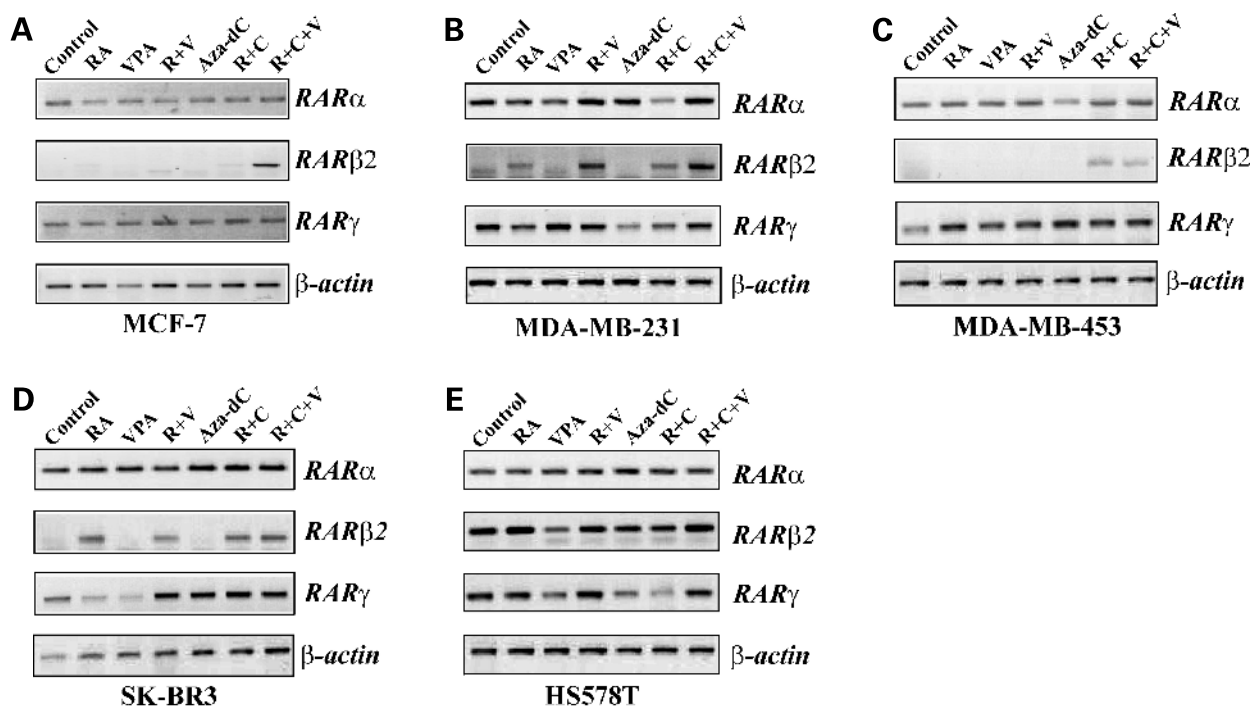 A
Control RA VPA R+V Aza-dC R+C R+C+V
RARα
RARβ2
RARγ
β-actin
MCF-7
B
Control RA VPA R+V Aza-dC R+C R+C+V
RARα
RARβ2
RARγ
β-actin
MDA-MB-231
C
Control RA VPA R+V Aza-dC R+C R+C+V
RARα
RARβ2
RARγ
β-actin
MDA-MB-453
D
Control RA VPA R+V Aza-dC R+C R+C+V
RARα
RARβ2
RARγ
β-actin
SK-BR3
E
Control RA VPA R+V Aza-dC R+C R+C+V
RARα
RARβ2
RARγ
β-actin
HS578T